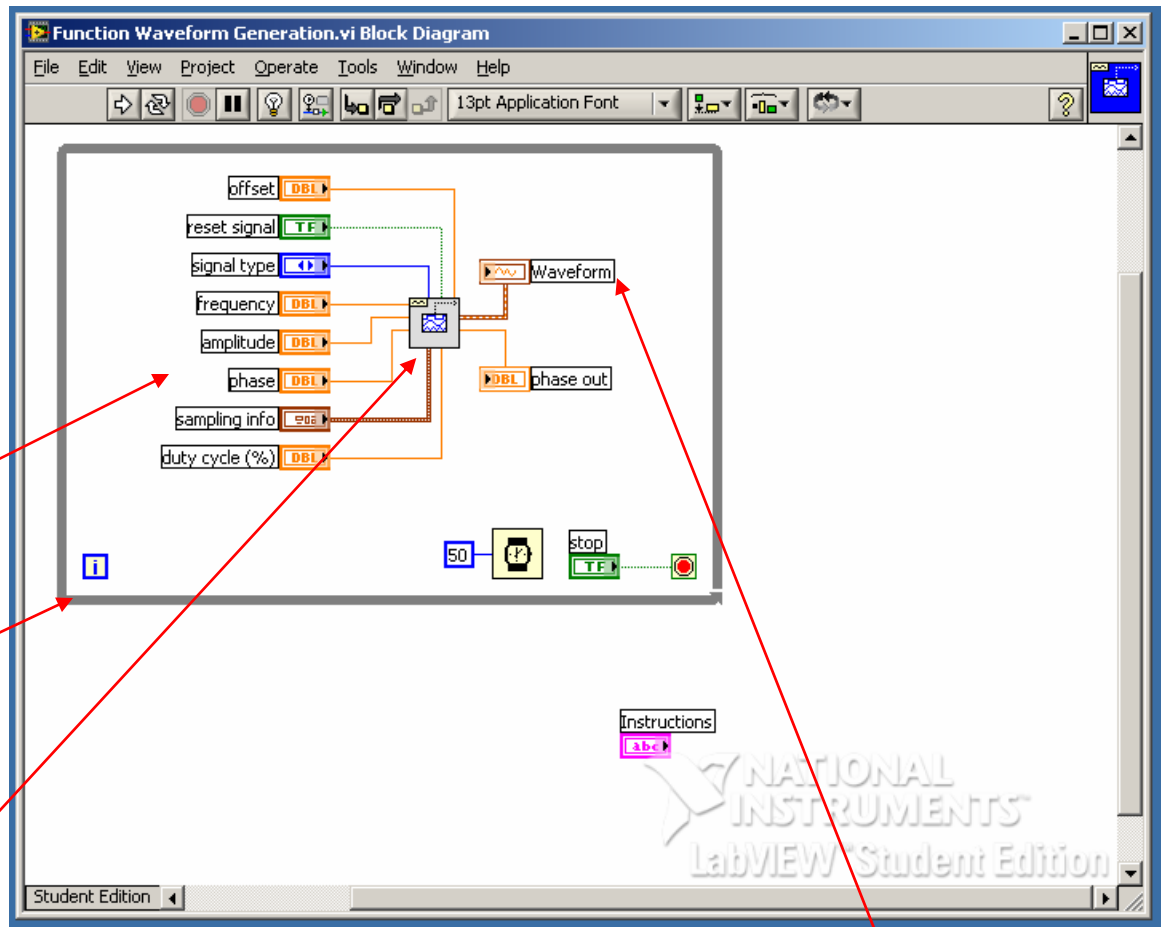 Function Waveform Generation.vi Block Diagram
File Edit View Project Operate Tools Window Help
13pt Application Font
?
offset DBL
reset signal TF
signal type
frequency DBL
amplitude DBL
phase DBL
sampling info
duty cycle (%) DBL
Waveform
DBL phase out
i
50
stop
TF
Instructions
abc
NATIONAL
INSTRUMENTS™
LabVIEW™ Student Edition
Student Edition